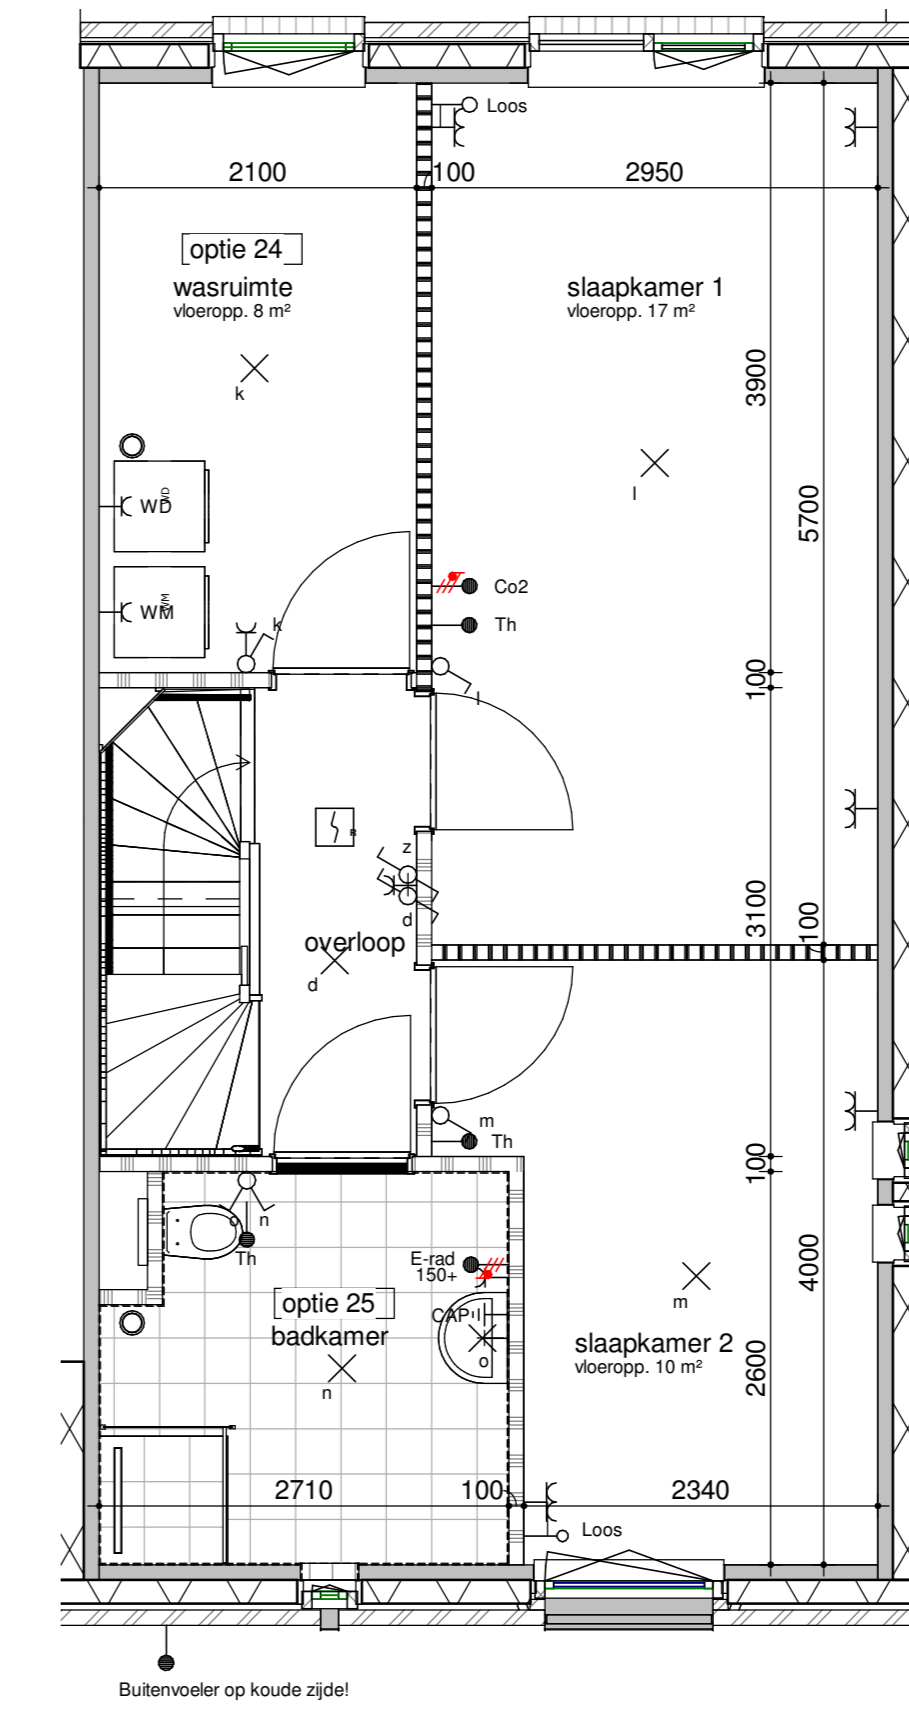 Loos
2100
100
2950
optie 24
wasruimte
vloeropp. 8 m²
slaapkamer 1
vloeropp. 17 m²
3900
k
l
5700
WD
WD
WM
WM
Co2
Th
k
l
100
R
z
d
3100
100
overloop
d
m
Th
100
o
n
Th
E-rad
150+
4000
m
optie 25
CAP
badkamer
o
n
slaapkamer 2
vloeropp. 10 m²
2600
2710
100
2340
Loos
Buitenvoeler op koude zijde!